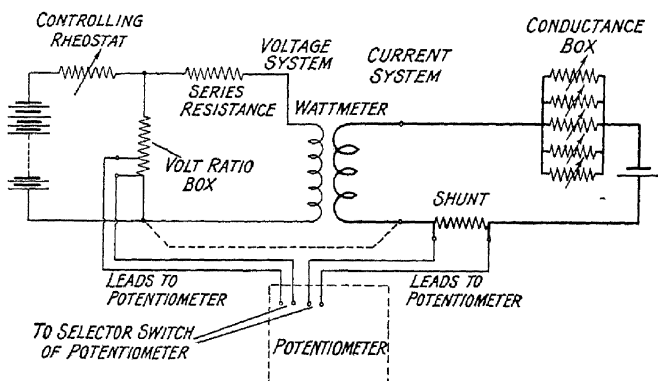 CONTROLLING
RHEOSTAT
VOLTAGE
SYSTEM
CURRENT
SYSTEM
CONDUCTANCE
BOX
SERIES
RESISTANCE
WATTMETER
VOLT RATIO
BOX
SHUNT
LEADS TO
POTENTIOMETER
LEADS TO
POTENTIOMETER
TO SELECTOR SWITCH
OF POTENTIOMETER
POTENTIOMETER